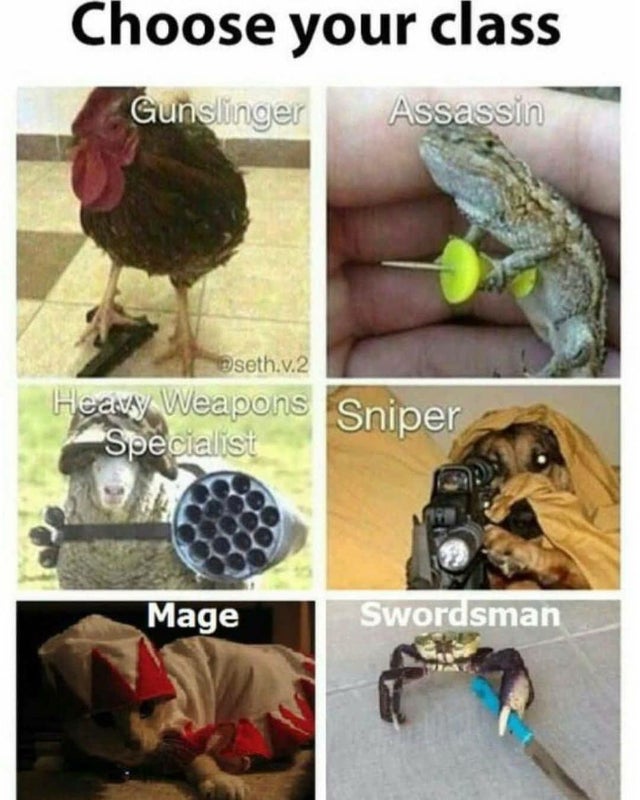 Choose your class
Gunslinger
Assassin
@seth.v.2
Heavy Weapons
Specialist
Sniper
Mage
Swordsman